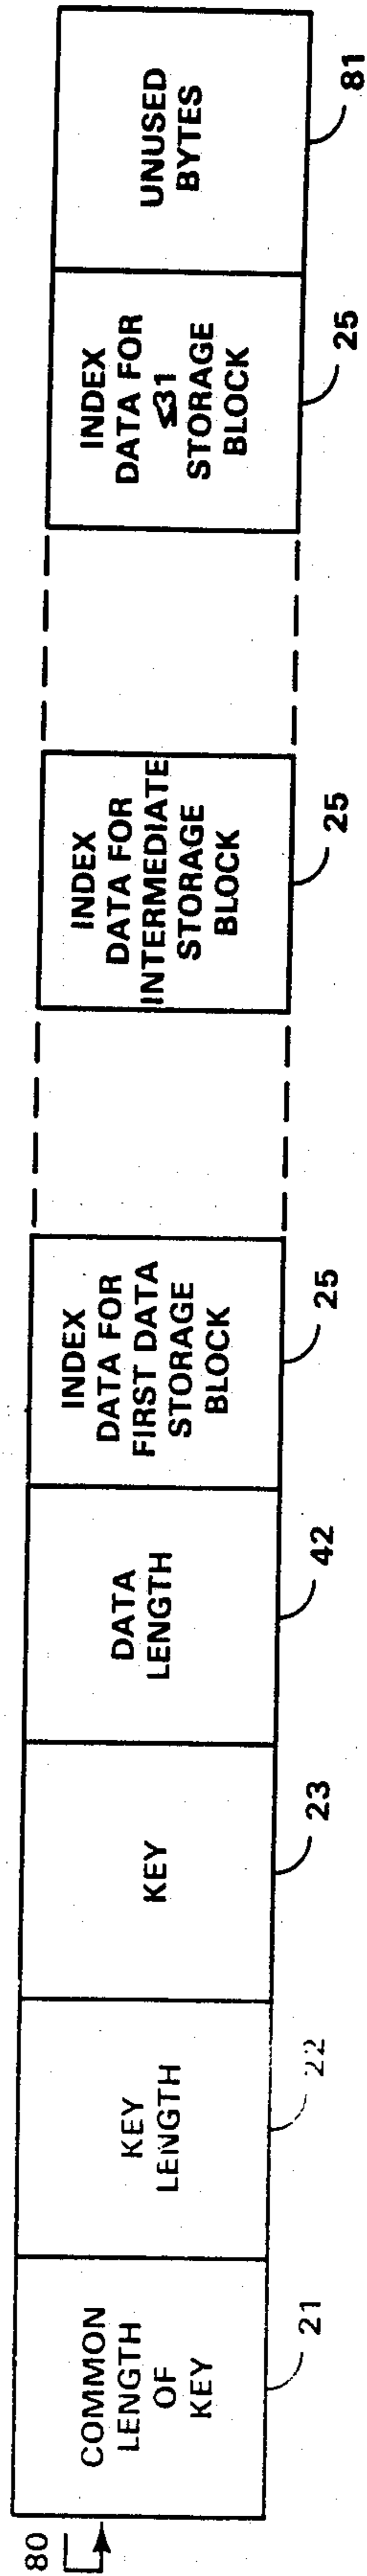 80
COMMON
LENGTH
OF
KEY
21
KEY
LENGTH
22
KEY
23
DATA
LENGTH
42
INDEX
DATA FOR
FIRST DATA
STORAGE
BLOCK
25
INDEX
DATA FOR
INTERMEDIATE
STORAGE
BLOCK
25
INDEX
DATA FOR
≤31
STORAGE
BLOCK
25
UNUSED
BYTES
81